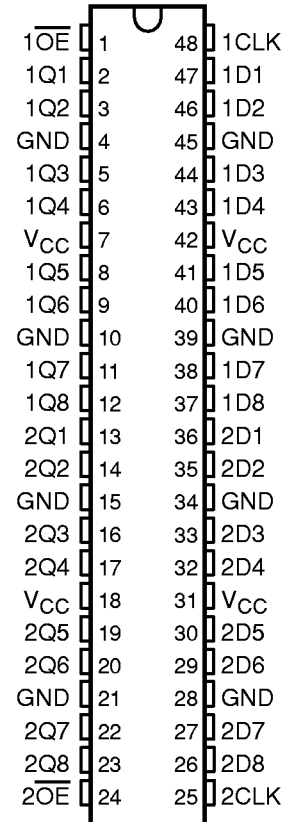 1O̅E̅ 1 48 1CLK
1Q1 2 47 1D1
1Q2 3 46 1D2
GND 4 45 GND
1Q3 5 44 1D3
1Q4 6 43 1D4
VCC 7 42 VCC
1Q5 8 41 1D5
1Q6 9 40 1D6
GND 10 39 GND
1Q7 11 38 1D7
1Q8 12 37 1D8
2Q1 13 36 2D1
2Q2 14 35 2D2
GND 15 34 GND
2Q3 16 33 2D3
2Q4 17 32 2D4
VCC 18 31 VCC
2Q5 19 30 2D5
2Q6 20 29 2D6
GND 21 28 GND
2Q7 22 27 2D7
2Q8 23 26 2D8
2O̅E̅ 24 25 2CLK